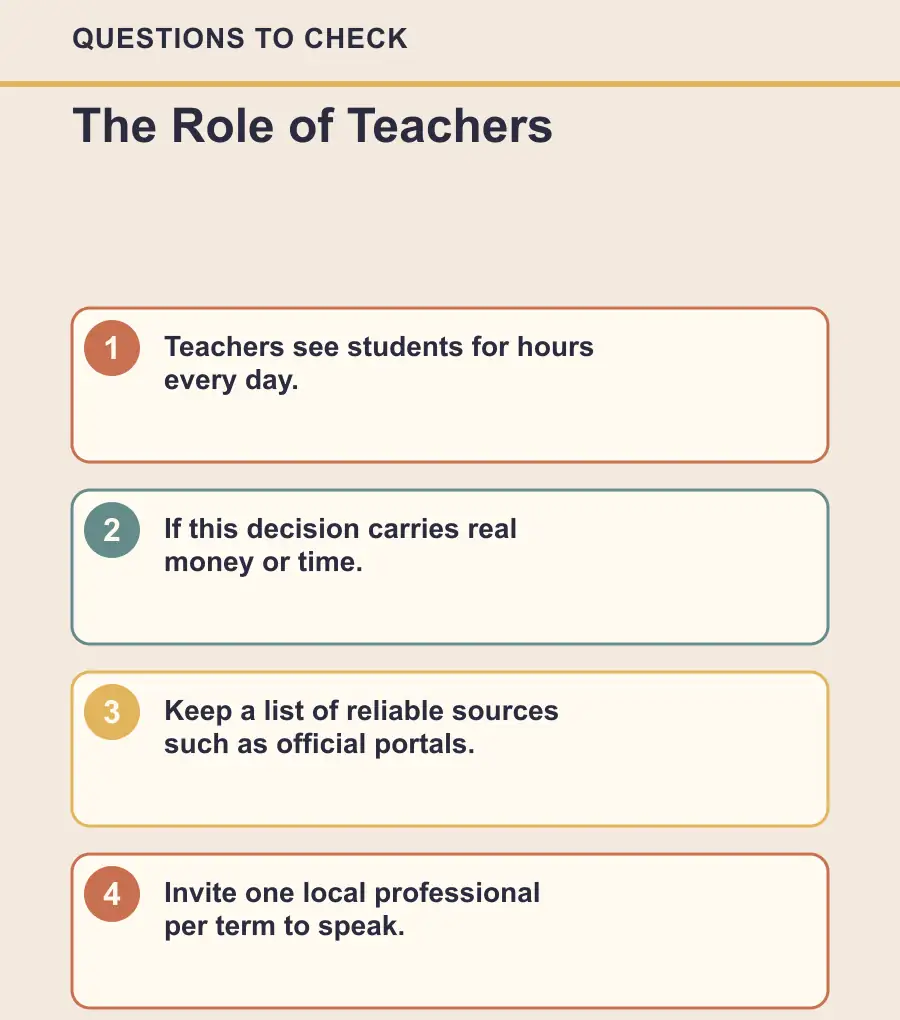 QUESTIONS TO CHECK
The Role of Teachers
1
Teachers see students for hours
every day.
2
If this decision carries real
money or time.
3
Keep a list of reliable sources
such as official portals.
4
Invite one local professional
per term to speak.